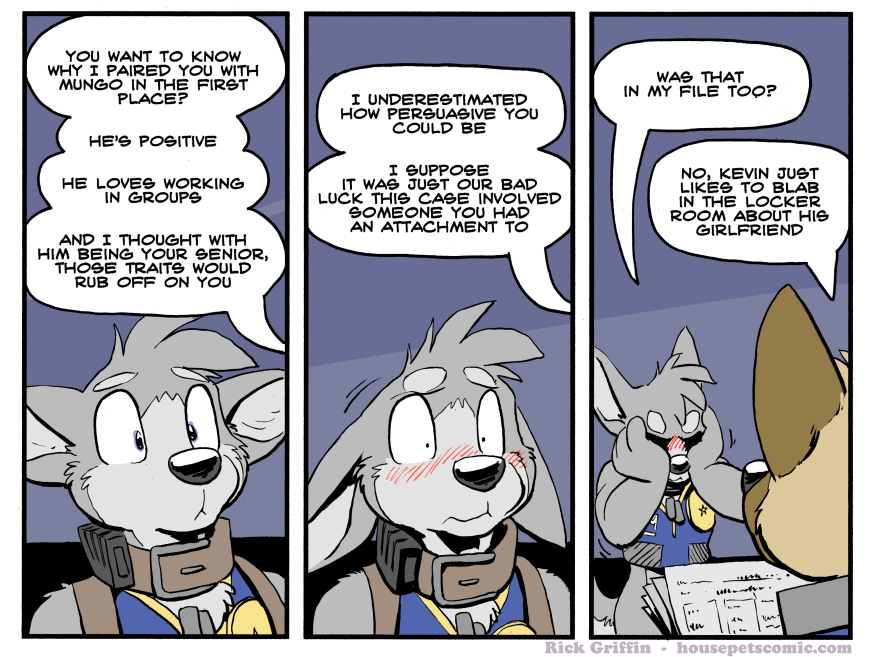 YOU WANT TO KNOW
WHY I PAIRED YOU WITH
MUNGO IN THE FIRST
PLACE?
HE'S POSITIVE
HE LOVES WORKING
IN GROUPS
AND I THOUGHT WITH
HIM BEING YOUR SENIOR,
THOSE TRAITS WOULD
RUB OFF ON YOU
I UNDERESTIMATED
HOW PERSUASIVE YOU
COULD BE
I SUPPOSE
IT WAS JUST OUR BAD
LUCK THIS CASE INVOLVED
SOMEONE YOU HAD
AN ATTACHMENT TO
WAS THAT
IN MY FILE TOO?
NO, KEVIN JUST
LIKES TO BLAB
IN THE LOCKER
ROOM ABOUT HIS
GIRLFRIEND
Rick Griffin - housepetscomic.com